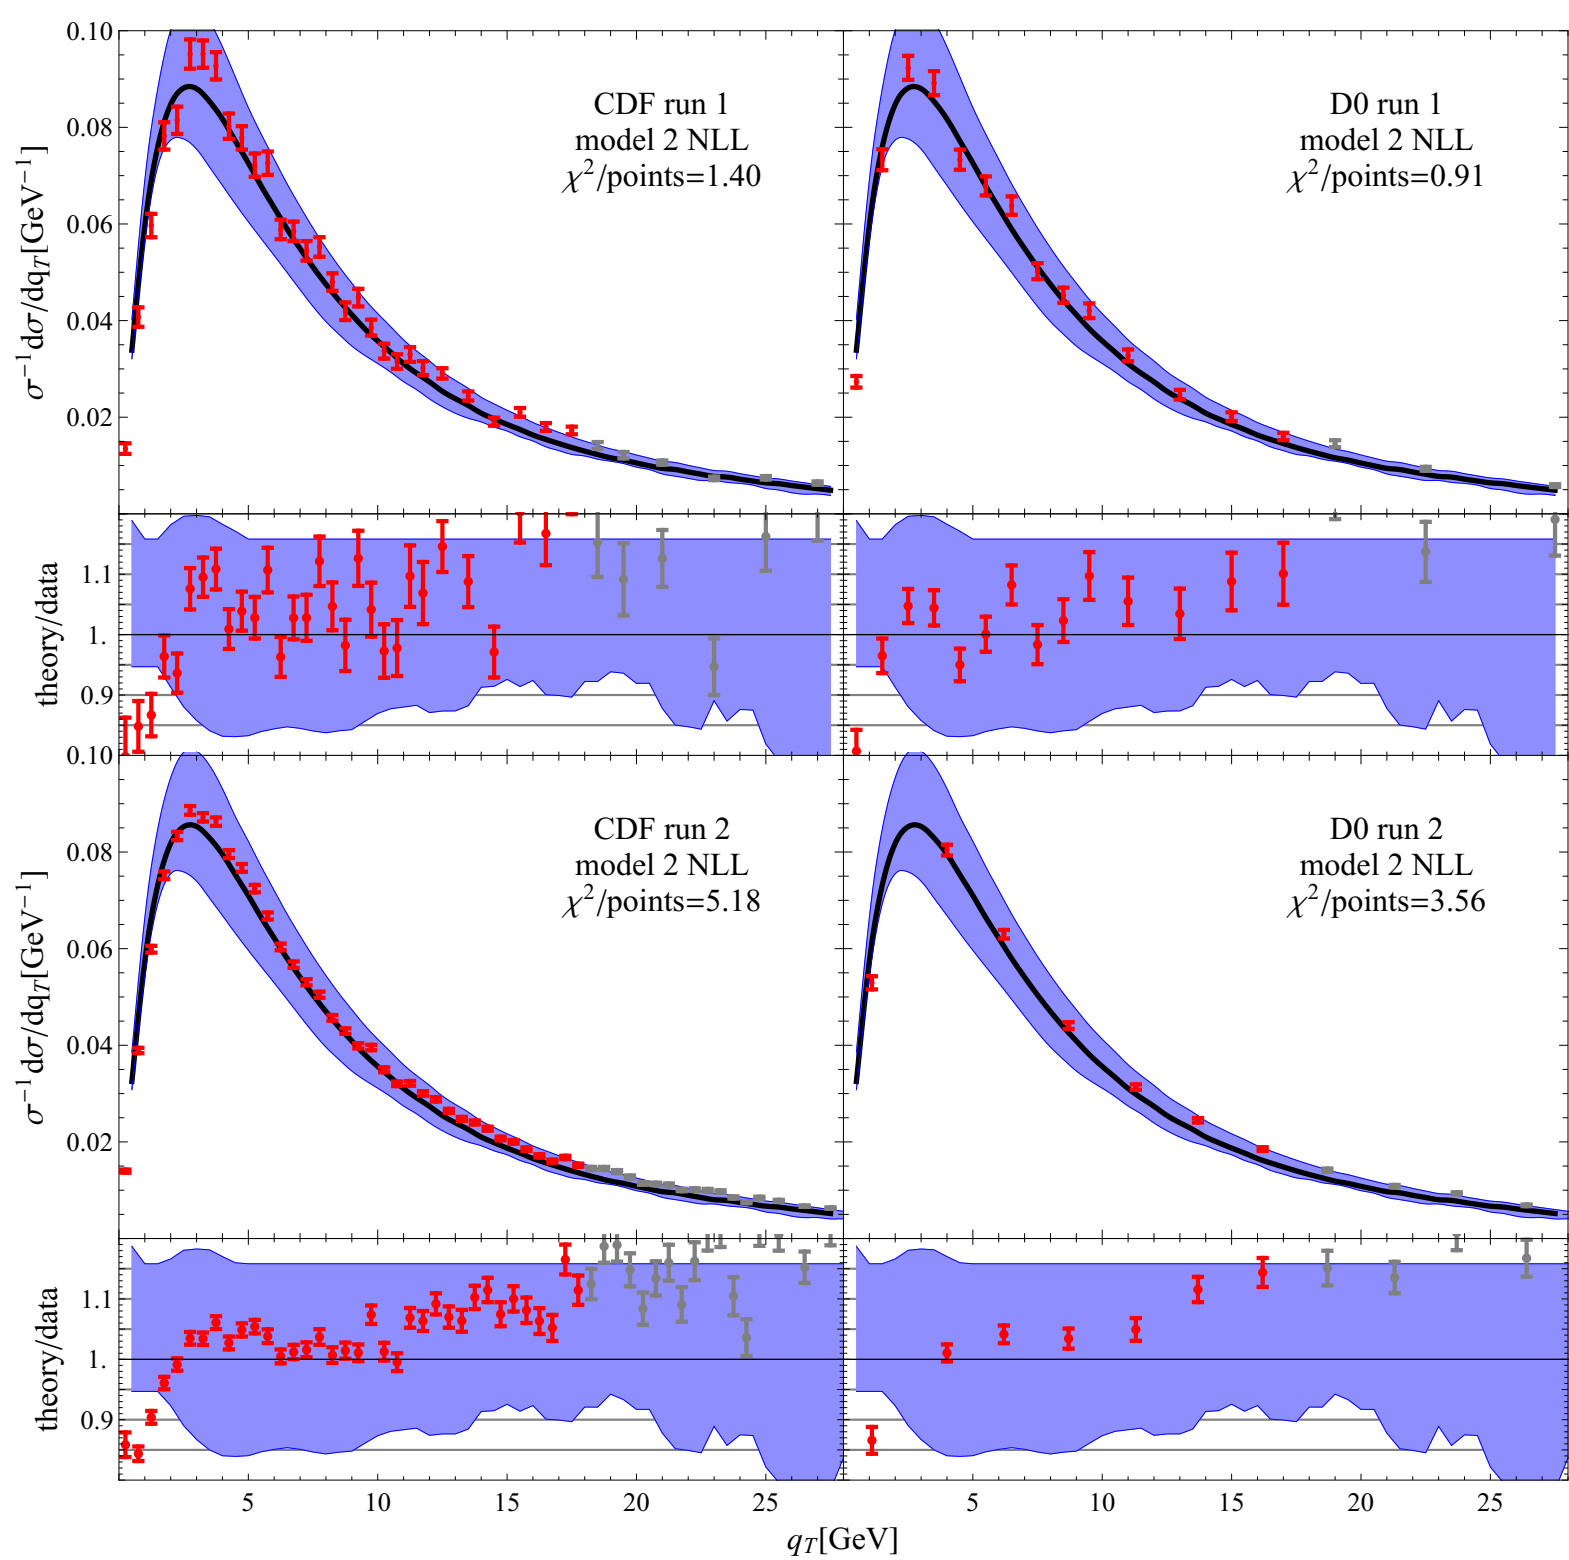 0.10
0.08
0.06
0.04
0.02
σ⁻¹dσ/dq_T[GeV⁻¹]
CDF run 1
model 2 NLL
χ²/points=1.40
D0 run 1
model 2 NLL
χ²/points=0.91
1.1
1.
0.9
theory/data
0.10
0.08
0.06
0.04
0.02
σ⁻¹dσ/dq_T[GeV⁻¹]
CDF run 2
model 2 NLL
χ²/points=5.18
D0 run 2
model 2 NLL
χ²/points=3.56
1.1
1.
0.9
theory/data
5 10 15 20 25 5 10 15 20 25
q_T[GeV]